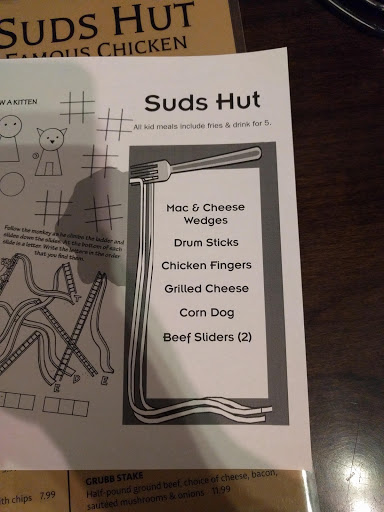 SUDS HUT
FAMOUS CHICKEN
W A KITTEN
Suds Hut
All kid meals include fries & drink for 5.
Mac & Cheese
Wedges
Drum Sticks
Chicken Fingers
Grilled Cheese
Corn Dog
Beef Sliders (2)
Follow the monkey as he climbs the ladder and
slides down the slides. At the bottom of each
slide is a letter. Write the letters in the order
that you find them.
E
P
E
GRUBB STAKE
Half-pound ground beef, choice of cheese, bacon,
sautéed mushrooms & onions 11.99
th chips 7.99